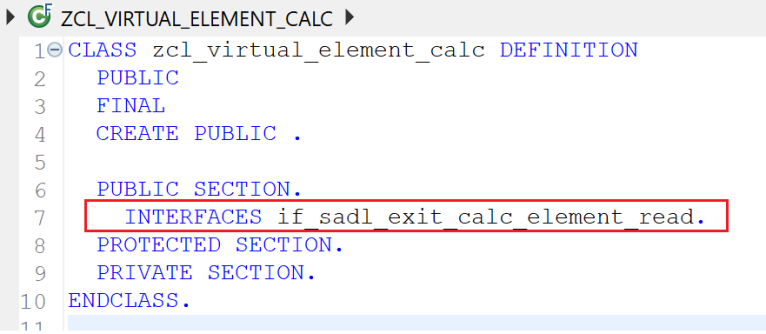 ZCL_VIRTUAL_ELEMENT_CALC
1 CLASS zcl_virtual_element_calc DEFINITION
2 PUBLIC
3 FINAL
4 CREATE PUBLIC .
5
6 PUBLIC SECTION.
7 INTERFACES if_sadl_exit_calc_element_read.
8 PROTECTED SECTION.
9 PRIVATE SECTION.
10 ENDCLASS.
11